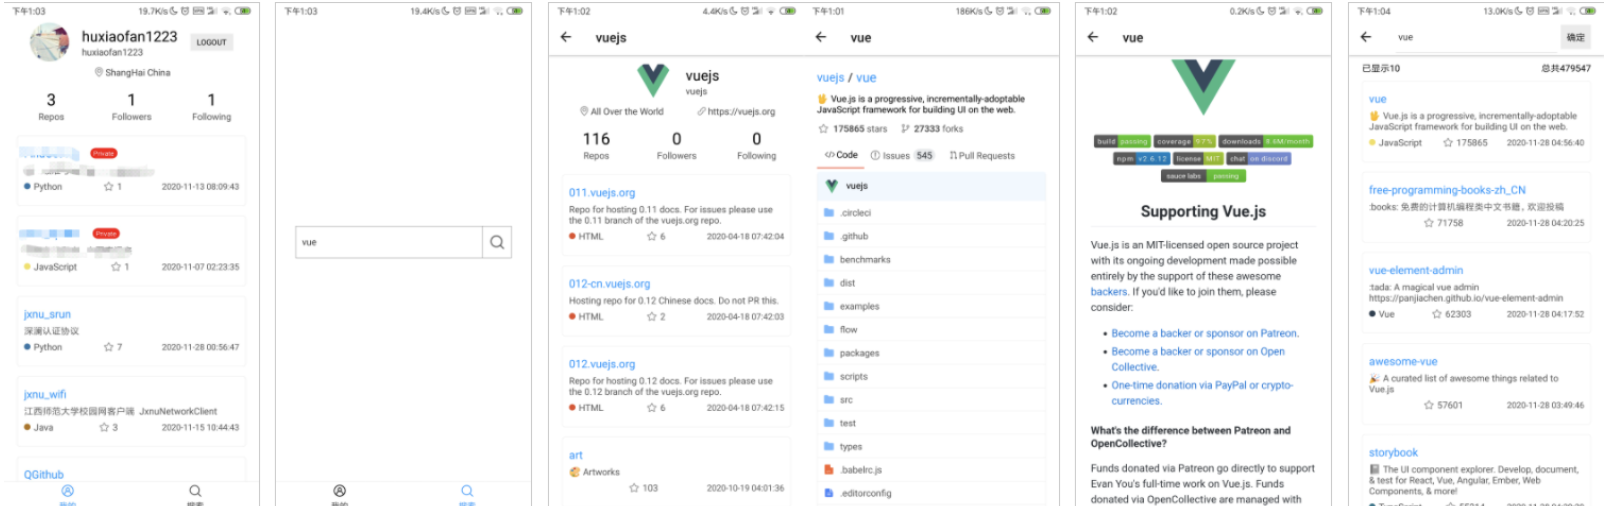 下午1:03
19.7K/s
huxiaofan1223
huxiaofan1223
LOGOUT
ShangHai China
3
1
1
Repos
Followers
Following
Private
Python
1
2020-11-13 08:09:43
Private
JavaScript
1
2020-11-07 02:23:35
jxnu_srun
深澜认证协议
Python
7
2020-11-28 00:56:47
jxnu_wifi
江西师范大学校园网客户端 JxnuNetworkClient
Java
3
2020-11-15 10:44:43
QGithub
我的
搜索
下午1:03
19.4K/s
vue
我的
搜索
下午1:02
4.4K/s
vuejs
vuejs
vuejs
All Over the World
https://vuejs.org
116
0
0
Repos
Followers
Following
011.vuejs.org
Repo for hosting 0.11 docs. For issues please use
the 0.11 branch of the vuejs.org repo.
HTML
6
2020-04-18 07:42:04
012-cn.vuejs.org
Hosting repo for 0.12 Chinese docs. Do not PR this.
HTML
2
2020-04-18 07:42:03
012.vuejs.org
Repo for hosting 0.12 docs. For issues please use
the 0.12 branch of the vuejs.org repo.
HTML
6
2020-04-18 07:42:15
art
Artworks
103
2020-10-19 04:01:36
下午1:01
186K/s
vue
vuejs / vue
Vue.js is a progressive, incrementally-adoptable
JavaScript framework for building UI on the web.
175865 stars
27333 forks
Code
Issues 545
Pull Requests
vuejs
.circleci
.github
benchmarks
dist
examples
flow
packages
scripts
src
test
types
.babelrc.js
.editorconfig
下午1:02
0.2K/s
vue
build passing
coverage 97%
downloads 8.6M/month
npm v2.6.12
license MIT
chat on discord
sauce labs passing
Supporting Vue.js
Vue.js is an MIT-licensed open source project
with its ongoing development made possible
entirely by the support of these awesome
backers. If you'd like to join them, please
consider:
Become a backer or sponsor on Patreon.
Become a backer or sponsor on Open
Collective.
One-time donation via PayPal or crypto-
currencies.
What's the difference between Patreon and
OpenCollective?
Funds donated via Patreon go directly to support
Evan You's full-time work on Vue.js. Funds
donated via OpenCollective are managed with
下午1:04
13.0K/s
vue
确定
已显示10
总共479547
vue
Vue.js is a progressive, incrementally-adoptable
JavaScript framework for building UI on the web.
JavaScript
175865
2020-11-28 04:56:40
free-programming-books-zh_CN
:books: 免费的计算机编程类中文书籍，欢迎投稿
71758
2020-11-28 04:20:25
vue-element-admin
:tada: A magical vue admin
https://panjiachen.github.io/vue-element-admin
Vue
62303
2020-11-28 04:17:52
awesome-vue
A curated list of awesome things related to
Vue.js
57601
2020-11-28 03:49:46
storybook
The UI component explorer. Develop, document,
& test for React, Vue, Angular, Ember, Web
Components, & more!